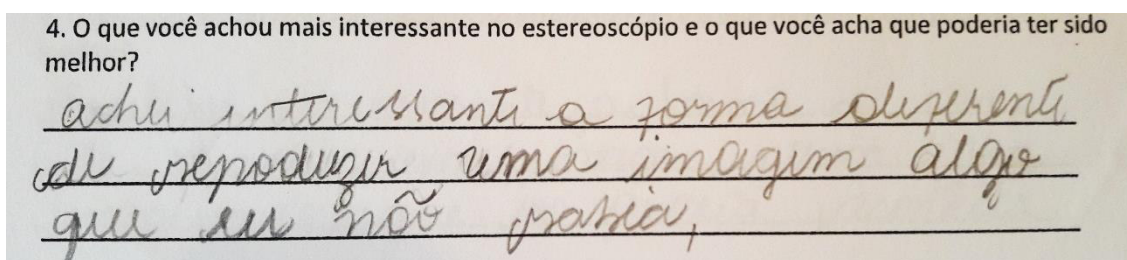 4. O que você achou mais interessante no estereoscópio e o que você acha que poderia ter sido
melhor?
achei interessante a forma diferente
de repoduzir uma imagem algo
que eu não sabia,